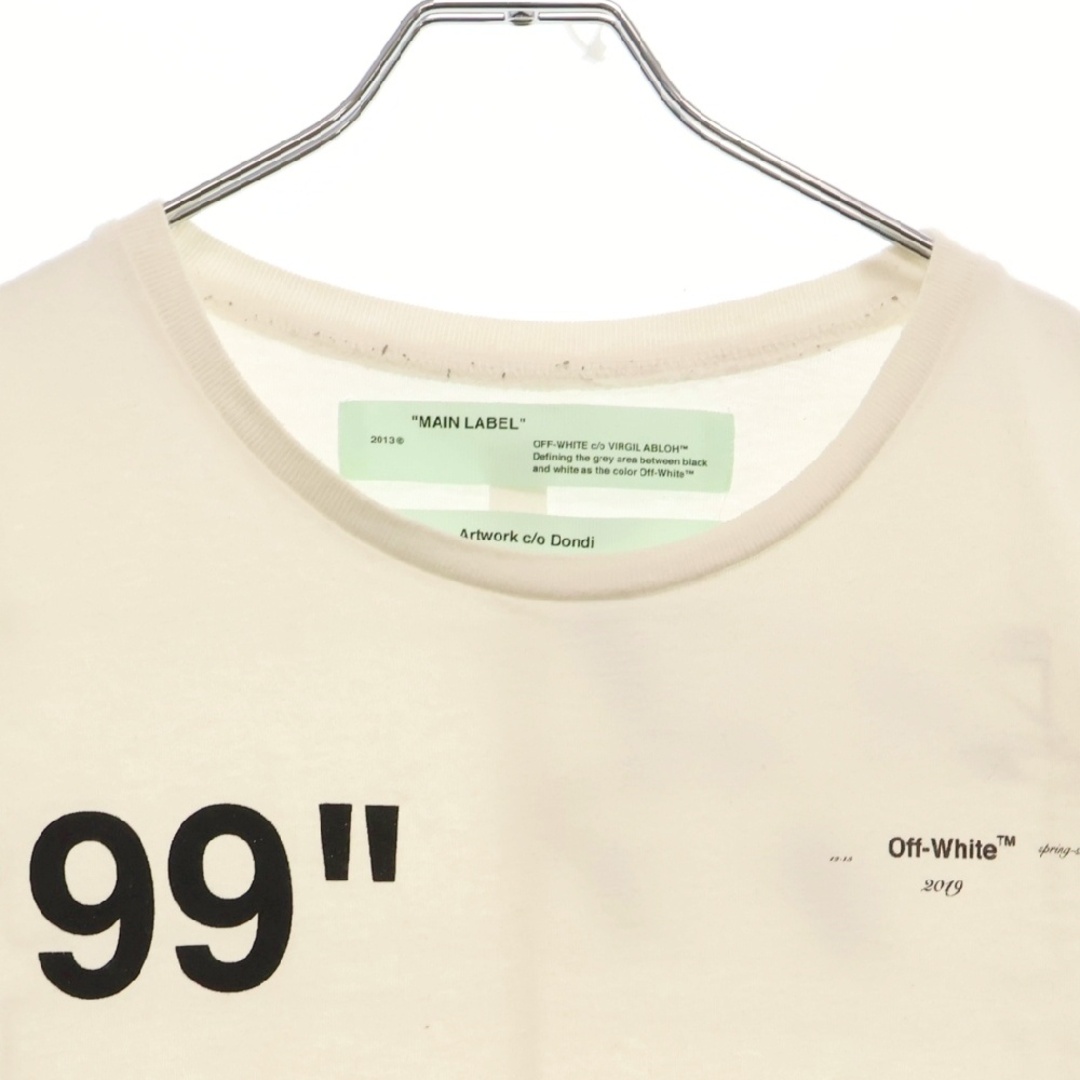 "MAIN LABEL"
2013®
OFF-WHITE c/o VIRGIL ABLOH™
Defining the grey area between black
and white as the color Off-White™
Artwork c/o Dondi
99"
Off-White™
spring-s
2019